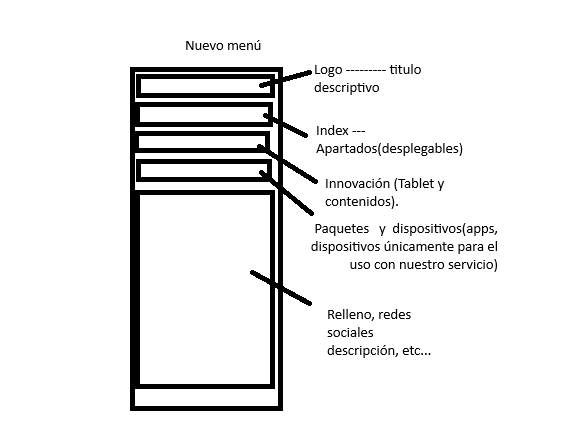 Nuevo menú
Logo --------- titulo
descriptivo
Index ---
Apartados(desplegables)
Innovación (Tablet y
contenidos).
Paquetes y dispositivos(apps,
dispositivos únicamente para el
uso con nuestro servicio)
Relleno, redes
sociales
descripción, etc...